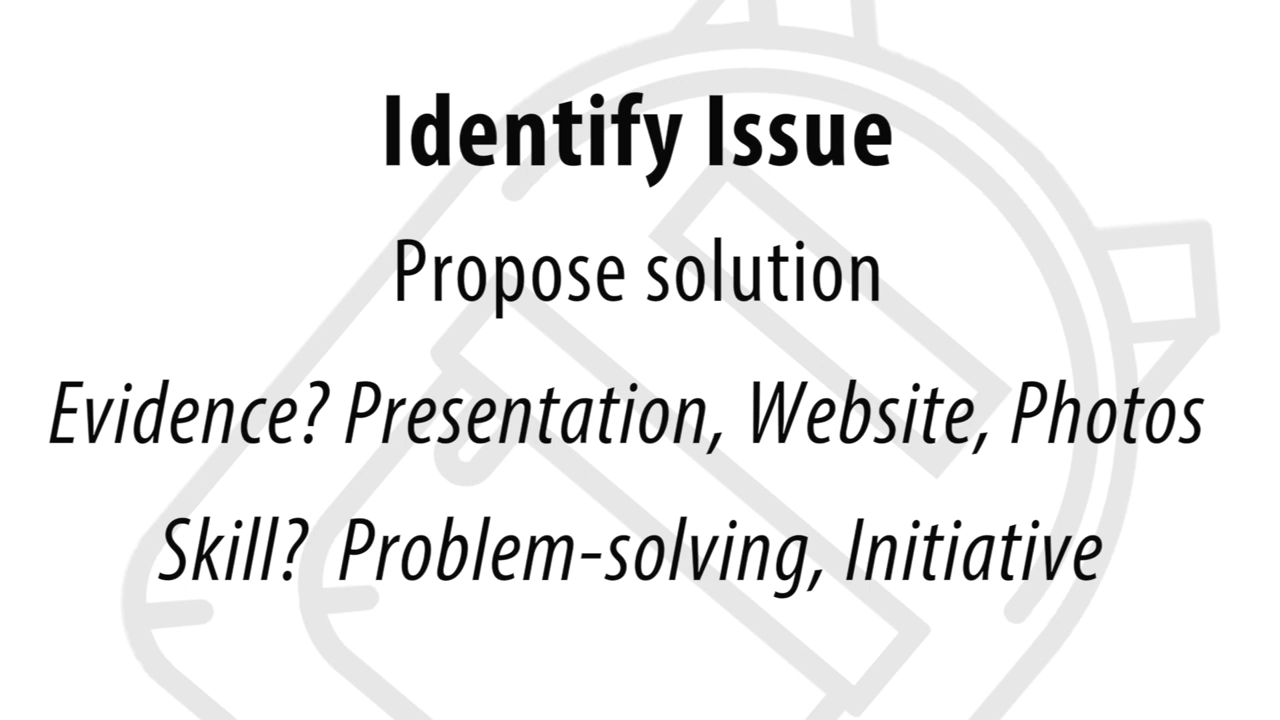 Identify Issue
Propose solution
Evidence? Presentation, Website, Photos
Skill? Problem-solving, Initiative